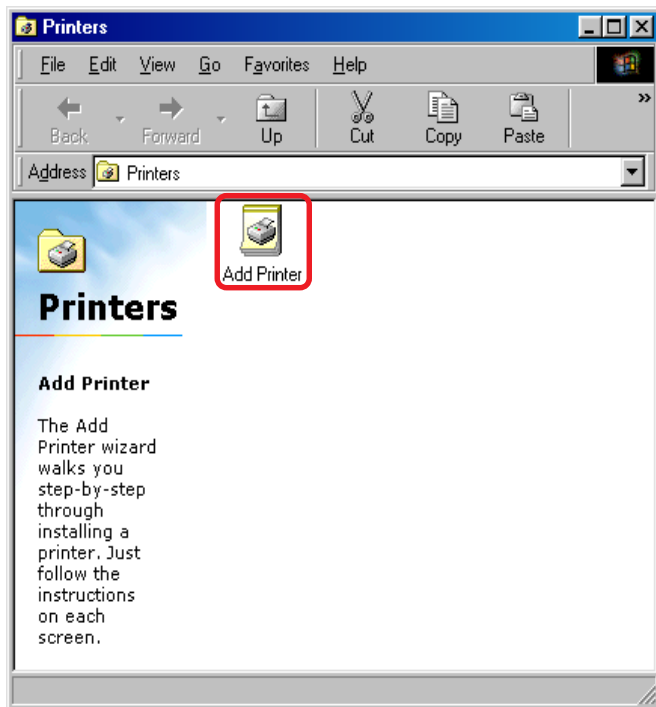 Printers
File Edit View Go Favorites Help
Back Forward Up Cut Copy Paste »
Address Printers
Add Printer
Printers
Add Printer
The Add
Printer wizard
walks you
step-by-step
through
installing a
printer. Just
follow the
instructions
on each
screen.